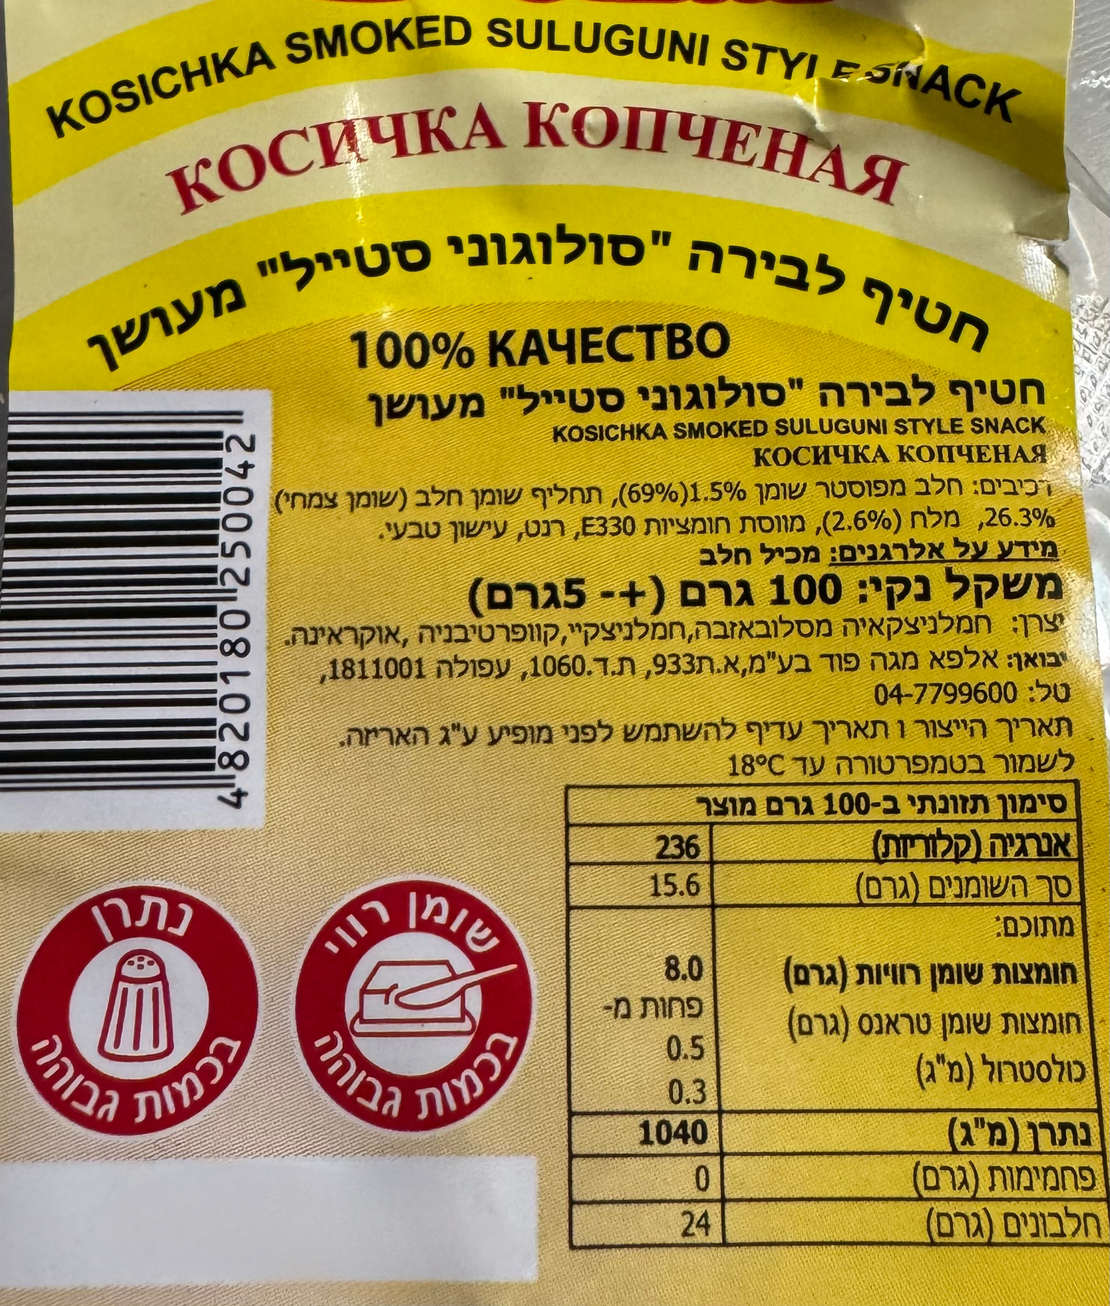 KOSICHKA SMOKED SULUGUNI STYLE SNACK
КОСИЧКА КОПЧЕНАЯ
חטיף לבירה "סולוגוני סטייל" מעושן
100% КАЧЕСТВО
חטיף לבירה "סולוגוני סטייל" מעושן
KOSICHKA SMOKED SULUGUNI STYLE SNACK
КОСИЧКА КОПЧЕНАЯ
רכיבים: חלב מפוסטר שומן 1.5%(69%), תחליף שומן חלב (שומן צמחי)
26.3%, מלח (2.6%), מווסת חומציות E330, רנט, עישון טבעי.
מידע על אלרגנים: מכיל חלב
משקל נקי: 100 גרם (+- 5גרם)
יצרן: חמלניצקאיה מסלובאזבה,חמלניצקיי,קוופרטיבניה ,אוקראינה.
יבואן: אלפא מגה פוד בע"מ,א.ת933, ת.ד.1060, עפולה 1811001,
טל: 04-7799600
תאריך הייצור ו תאריך עדיף להשתמש לפני מופיע ע"ג האריזה.
לשמור בטמפרטורה עד 18°C
סימון תזונתי ב-100 גרם מוצר
אנרגיה (קלוריות) 236
סך השומנים (גרם) 15.6
מתוכם:
חומצות שומן רוויות (גרם) 8.0
חומצות שומן טראנס (גרם) פחות מ-0.5
כולסטרול (מ"ג) 0.3
נתרן (מ"ג) 1040
פחמימות (גרם) 0
חלבונים (גרם) 24
4 820180 250042
שומן רווי
בכמות גבוהה
נתרן
בכמות גבוהה